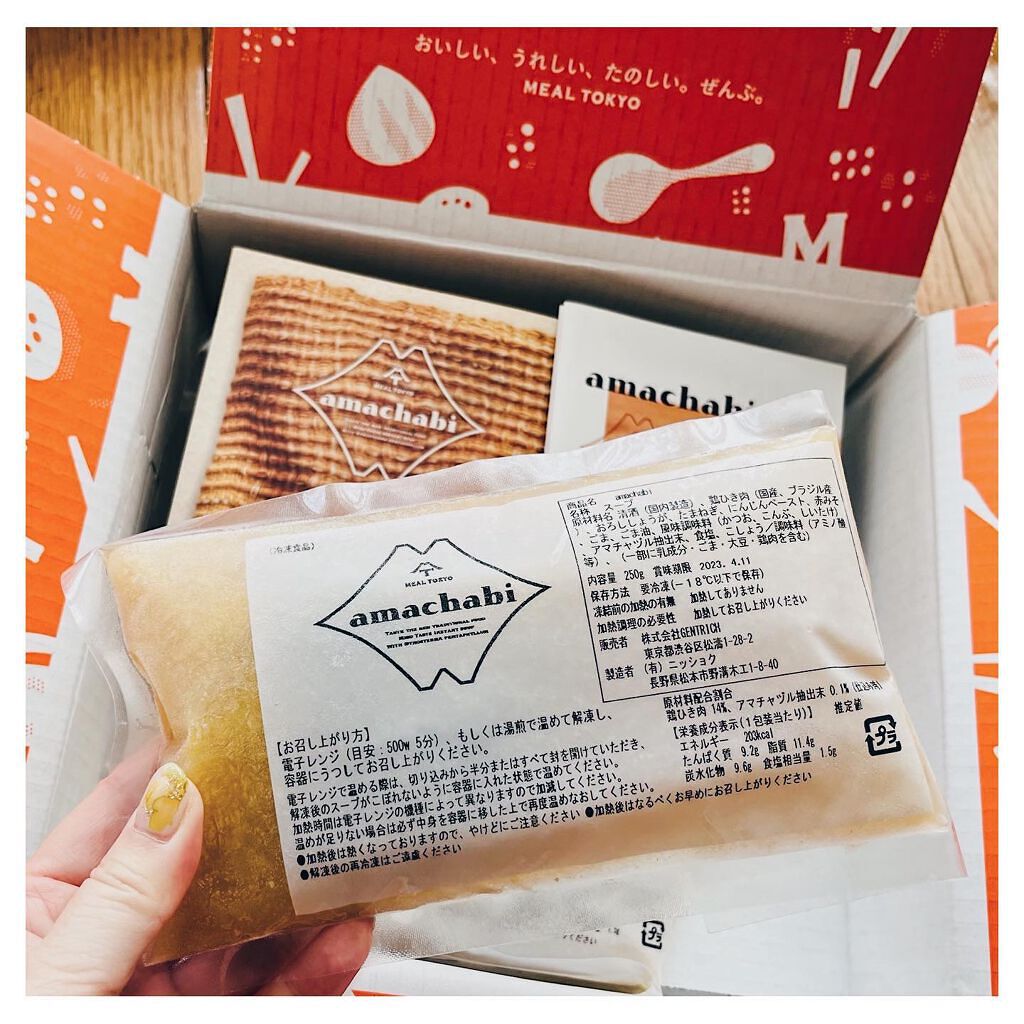 おいしい、うれしい、たのしい。ぜんぶ。
MEAL TOKYO
M
MEAL TOKYO
amachabi
amachabi
(冷凍食品)
MEAL TOKYO
amachabi
TASTE THE NEW TRADITIONAL FOOD
MISO TASTE INSTANT SOUP
WITH GYNOSTEMMA PENTAPHYLLUM
商品名 amachabi
名称 スープ
原材料名 清酒（国内製造）、鶏ひき肉（国産、ブラジル産
）、おろししょうが、たまねぎ、にんじんペースト、赤みそ
、ごま、ごま油、風味調味料（かつお、こんぶ、しいたけ）
、アマチャヅル抽出末、食塩、こしょう/調味料（アミノ酸
等）、（一部に乳成分・ごま・大豆・鶏肉を含む）
内容量 250g 賞味期限 2023. 4.11
保存方法 要冷凍(－18℃以下で保存)
凍結前の加熱の有無 加熱してありません
加熱調理の必要性 加熱してお召し上がりください
販売者 株式会社GENTRICH
東京都渋谷区松濤1-28-2
製造者 (有) ニッショク
長野県松本市野溝木工1-8-40
原材料配合割合
鶏ひき肉 14%、アマチャヅル抽出末 0.1% (仕込み時)
【栄養成分表示(1包装当たり)】 推定値
エネルギー 203kcal
たんぱく質 9.2g 脂質 11.4g
炭水化物 9.6g 食塩相当量 1.5g
プラ
【お召し上がり方】
電子レンジ (目安:500w 5分) 、もしくは湯煎で温めて解凍し、
容器にうつしてお召し上がりください。
電子レンジで温める際は、切り込みから半分またはすべて封を開けていただき、
解凍後のスープがこぼれないように容器に入れた状態で温めてください。
加熱時間は電子レンジの機種によって異なりますので加減してください。
温めが足りない場合は必ず中身を容器に移した上で再度温めなおしてください。
●加熱後は熱くなっておりますので、やけどにご注意ください ●加熱後はなるべくお早めにお召し上がりください
●解凍後の再冷凍はご遠慮ください
プラ